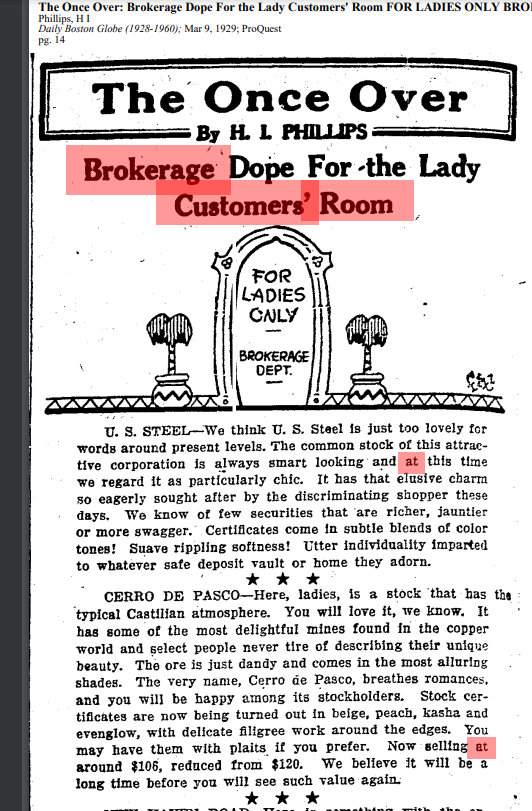 The Once Over: Brokerage Dope For the Lady Customers' Room FOR LADIES ONLY BRO
Phillips, H I
Daily Boston Globe (1928-1960); Mar 9, 1929; ProQuest
pg. 14
The Once Over
By H. I. PHILLIPS
Brokerage Dope For the Lady
Customers' Room
FOR
LADIES
ONLY
BROKERAGE
DEPT.
U. S. STEEL—We think U. S. Steel is just too lovely for
words around present levels. The common stock of this attrac-
tive corporation is always smart looking and at this time
we regard it as particularly chic. It has that elusive charm
so eagerly sought after by the discriminating shopper these
days. We know of few securities that are richer, jauntier
or more swagger. Certificates come in subtle blends of color
tones! Suave rippling softness! Utter individuality imparted
to whatever safe deposit vault or home they adorn.
★ ★ ★
CERRO DE PASCO—Here, ladies, is a stock that has the
typical Castilian atmosphere. You will love it, we know. It
has some of the most delightful mines found in the copper
world and select people never tire of describing their unique
beauty. The ore is just dandy and comes in the most alluring
shades. The very name, Cerro de Pasco, breathes romances,
and you will be happy among its stockholders. Stock cer-
tificates are now being turned out in beige, peach, kasha and
evenglow, with delicate filigree work around the edges. You
may have them with plaits if you prefer. Now selling at
around $106, reduced from $120. We believe it will be a
long time before you will see such value again.
★ ★ ★